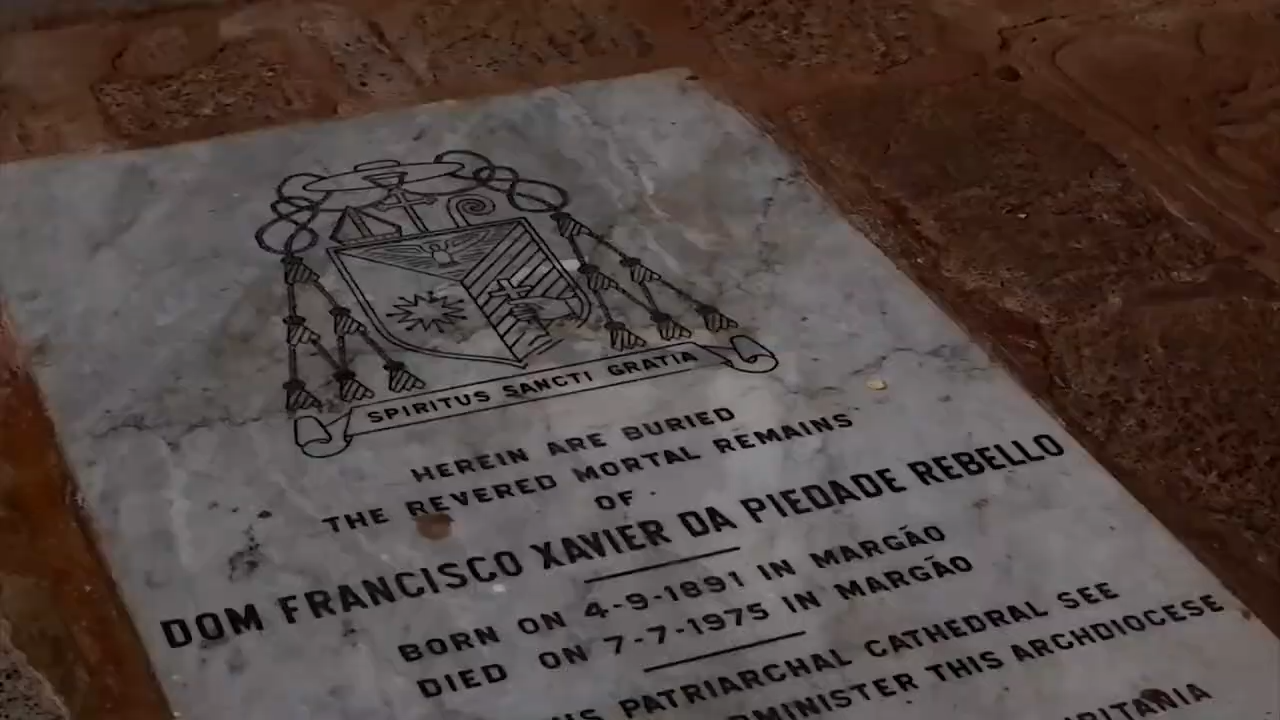 SPIRITUS SANCTI GRATIA
HEREIN ARE BURIED
THE REVERED MORTAL REMAINS
OF
DOM FRANCISCO XAVIER DA PIEDADE REBELLO
BORN ON 4-9-1891 IN MARGÃO
DIED ON 7-7-1975 IN MARGÃO
PATRIARCHAL CATHEDRAL SEE
THIS ARCHDIOCESE